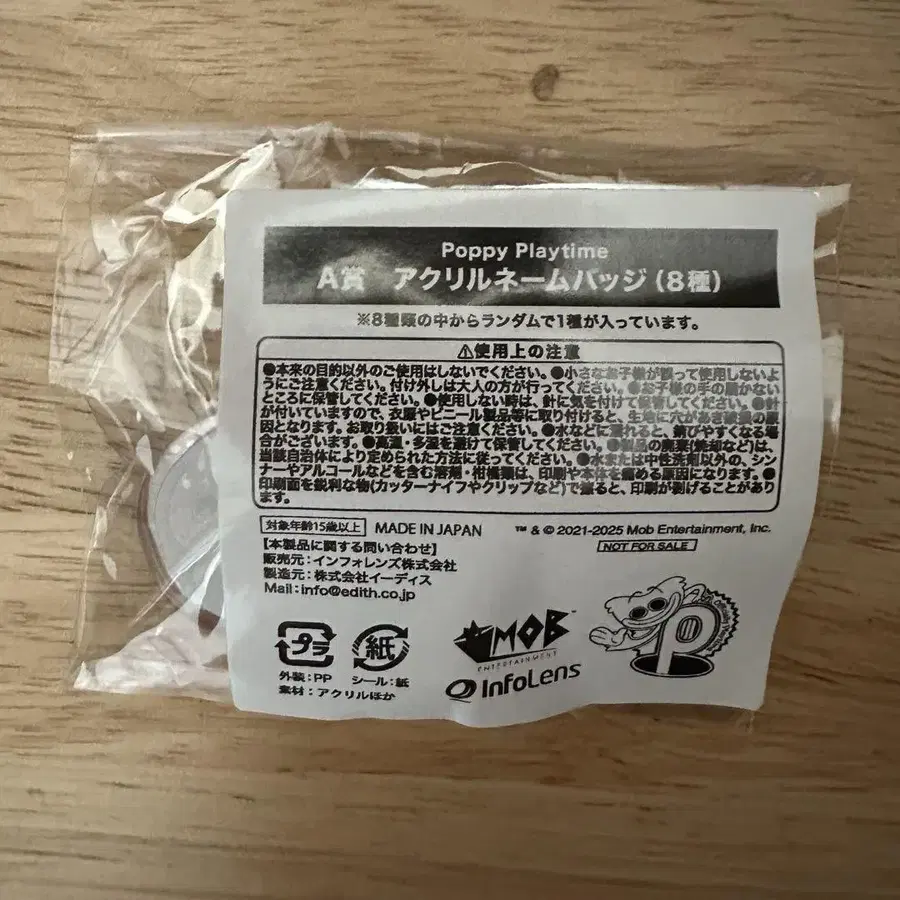 Poppy Playtime
A賞 アクリルネームバッジ(8種)
※8種類の中からランダムで1種が入っています。
⚠使用上の注意
●本来の目的以外のご使用はしないでください。●小さなお子様が誤って使用しないよ
うにご注意ください。付け外しは大人の方が行ってください。●お子様の手の届かない
ところに保管してください。●使用しない時は、針に気を付けて保管してください。●針
が付いていますので、衣服やビニール製品等に取り付けると、生地に穴があき破損の原
因となります。お取り扱いにはご注意ください。●水などに濡れると、錆びやすくなる場
合がございます。●高温・多湿を避けて保管してください。●製品の廃棄(焼却など)は、
当該自治体により定められた方法に従ってください。●水または中性洗剤以外の、シン
ナーやアルコールなどを含む溶剤・柑橘類は、印刷や本体を傷める原因になります。●
印刷面を鋭利な物(カッターナイフやクリップなど)で擦ると、印刷が剥げることがあり
ます。
対象年齢15歳以上 MADE IN JAPAN ™ & © 2021-2025 Mob Entertainment, Inc.
NOT FOR SALE
【本製品に関する問い合わせ】
販売元：インフォレンズ株式会社
製造元：株式会社イーディス
Mail：info@edith.co.jp
プラ 紙
外装：PP シール：紙
素材：アクリルほか
MOB™
ENTERTAINMENT
InfoLens
P